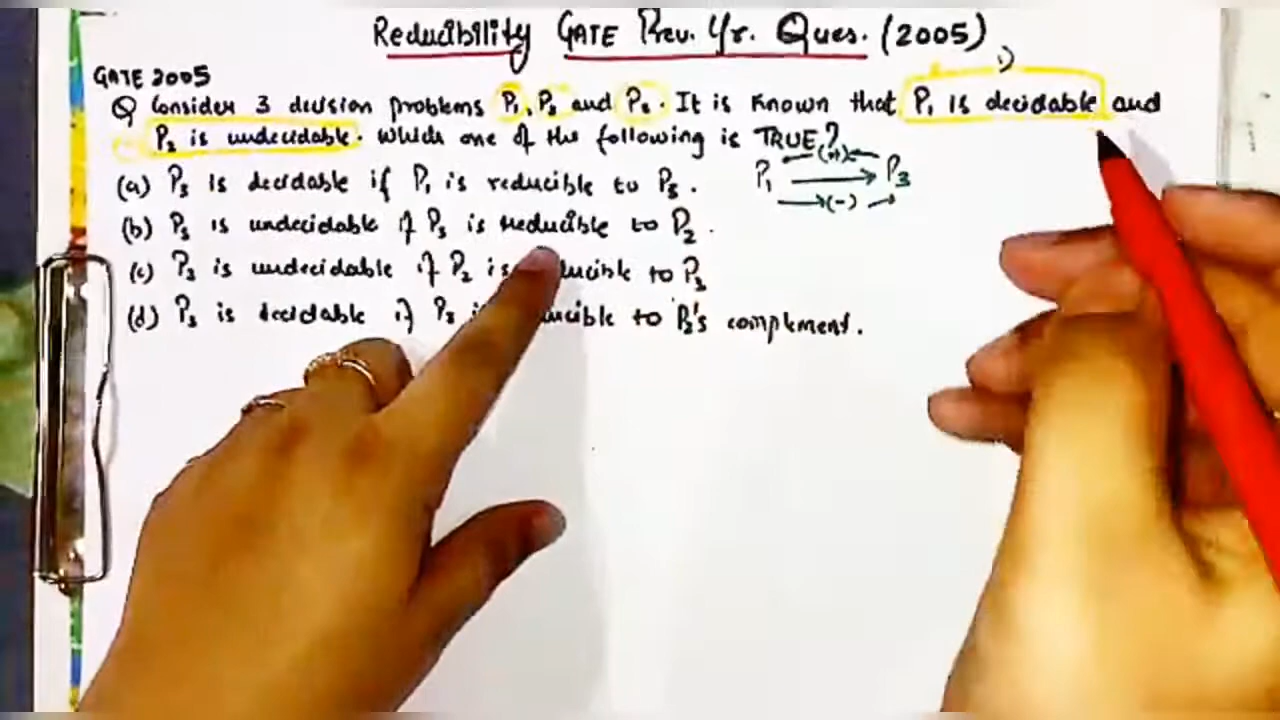 Reducibility GATE Prev. Yr. Ques. (2005)
GATE 2005
Q Consider 3 decision problems P₁, P₂ and P₃. It is known that P₁ is decidable and
P₂ is undecidable. which one of the following is TRUE?
(a) P₃ is decidable if P₁ is reducible to P₃.
(b) P₃ is undecidable if P₃ is reducible to P₂.
(c) P₃ is undecidable if P₂ is ducible to P₃
(d) P₃ is decidable if P₃ i ucible to P₂'s complement.
P₁ → P₃
(+)
(-)